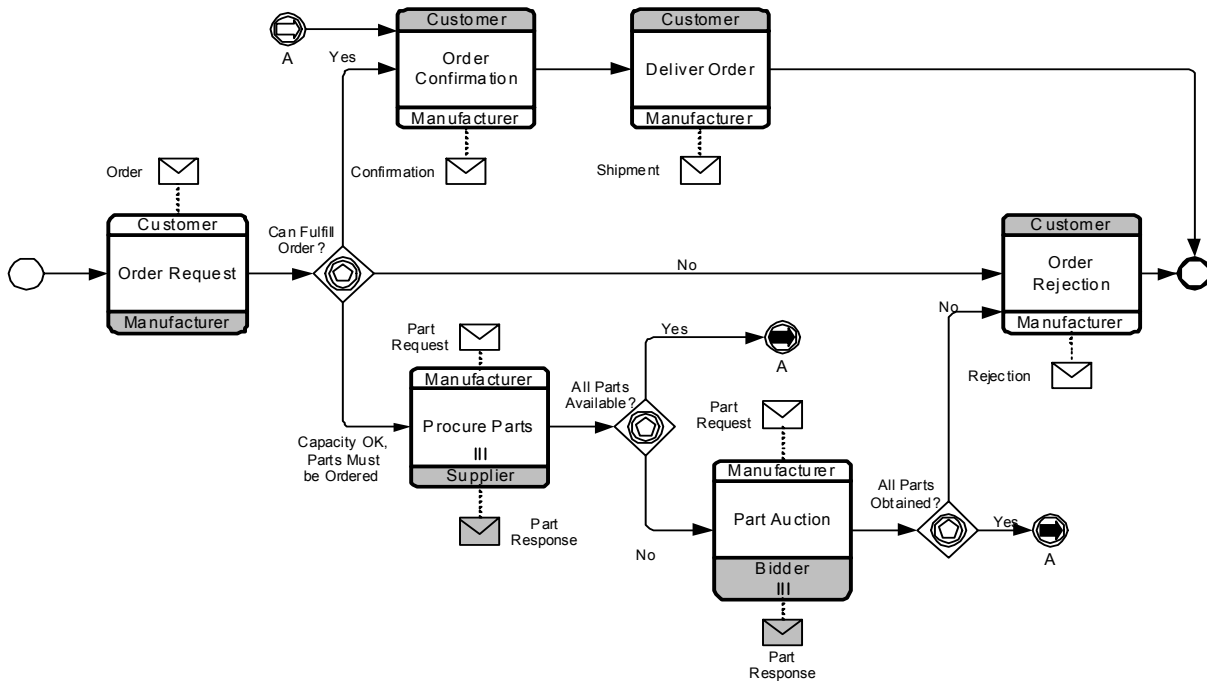 Customer
Order
Confirmation
Manufacturer
Confirmation
A
Yes
Customer
Deliver Order
Manufacturer
Shipment
Order
Customer
Order Request
Manufacturer
Can Fulfill
Order?
No
Customer
Order
Rejection
Manufacturer
Rejection
Capacity OK,
Parts Must
be Ordered
Part
Request
Manufacturer
Procure Parts
Supplier
Part
Response
All Parts
Available?
Yes
A
No
Part
Request
Manufacturer
Part Auction
Bidder
Part
Response
All Parts
Obtained?
No
Yes
A